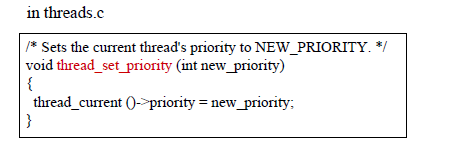 in threads.c
/* Sets the current thread's priority to NEW_PRIORITY. */
void thread_set_priority (int new_priority)
{
thread_current ()->priority = new_priority;
}